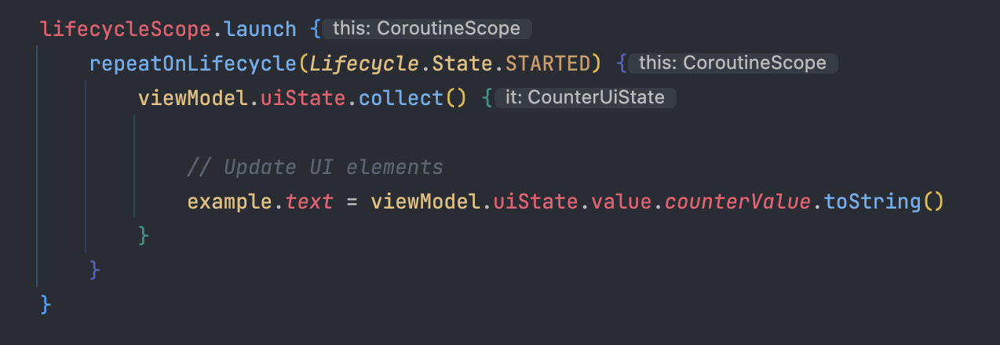 lifecycleScope.launch { this: CoroutineScope
repeatOnLifecycle(Lifecycle.State.STARTED) { this: CoroutineScope
viewModel.uiState.collect() { it: CounterUiState
// Update UI elements
example.text = viewModel.uiState.value.counterValue.toString()
}
}
}